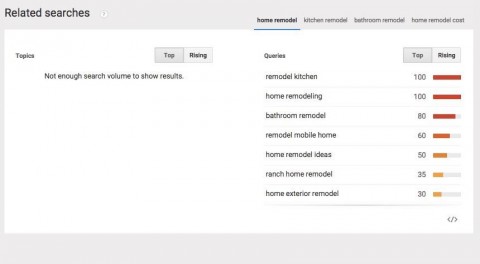 Related searches ?
home remodel kitchen remodel bathroom remodel home remodel cost
Topics Top Rising
Not enough search volume to show results.
Queries Top Rising
remodel kitchen 100
home remodeling 100
bathroom remodel 80
remodel mobile home 60
home remodel ideas 50
ranch home remodel 35
home exterior remodel 30
</>